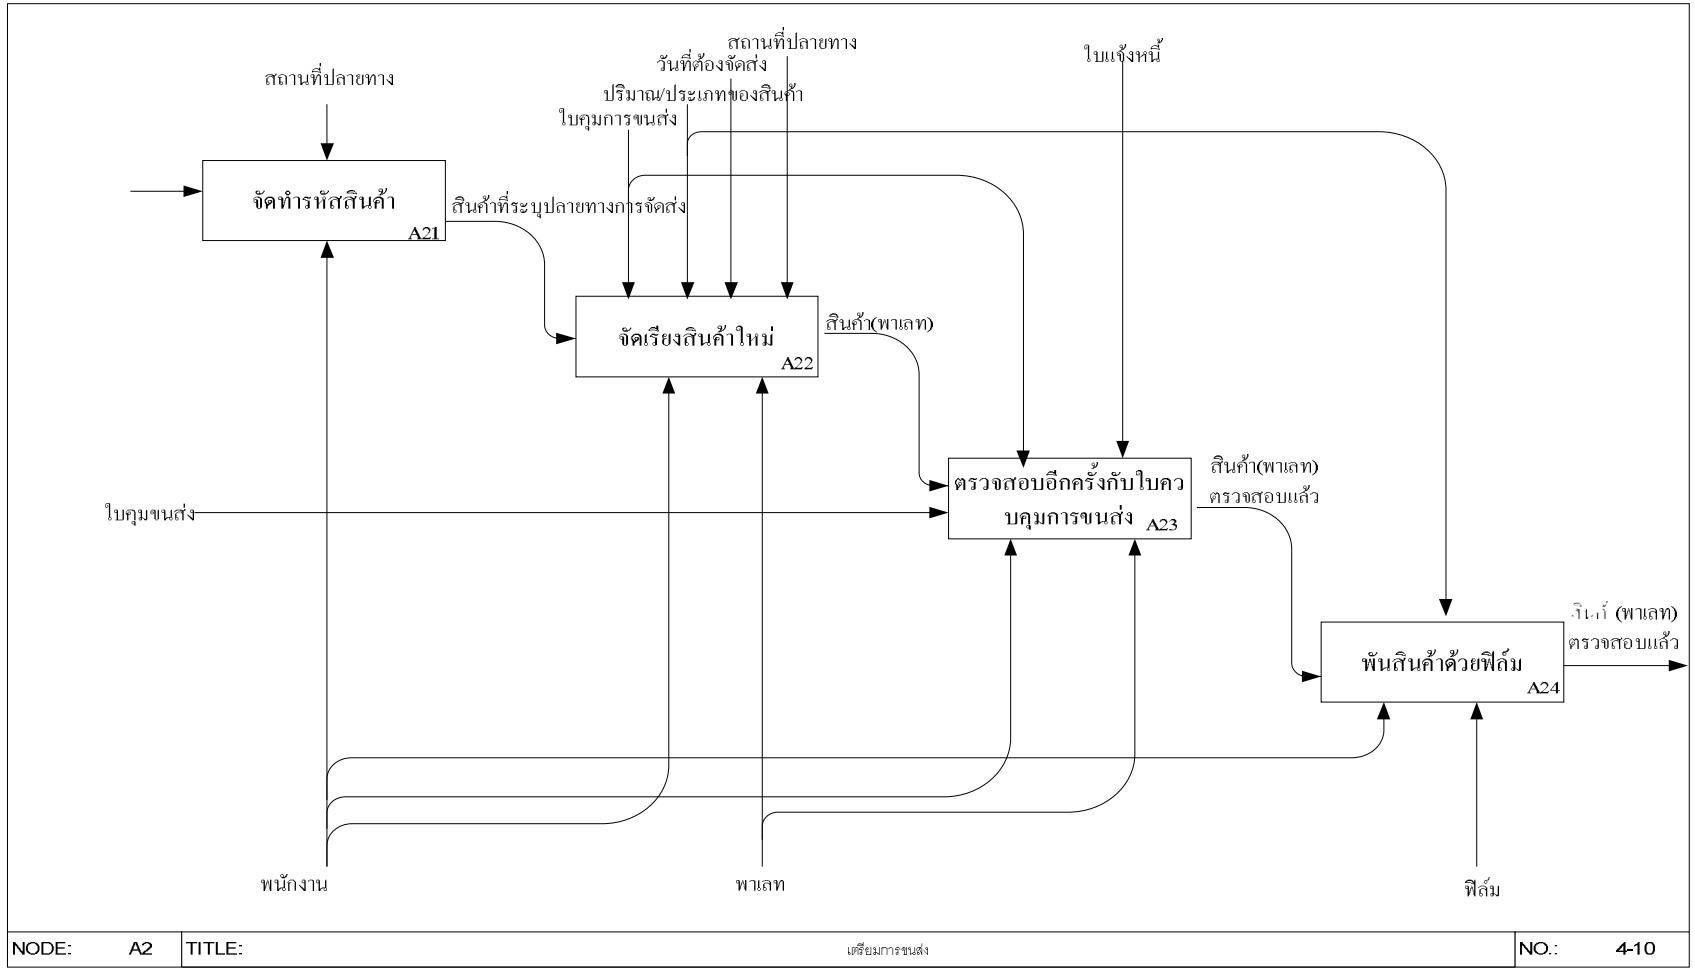 สถานที่ปลายทาง
วันที่ต้องจัดส่ง
สถานที่ปลายทาง
ปริมาณ/ประเภทของสินค้า
ใบคุมการขนส่ง
ใบแจ้งหนี้
จัดทำรหัสสินค้า
A21
สินค้าที่ระบุปลายทางการจัดส่ง
จัดเรียงสินค้าใหม่
A22
สินค้า(พาเลท)
ใบคุมขนส่ง
ตรวจสอบอีกครั้งกับใบคว
บคุมการขนส่ง
A23
สินค้า(พาเลท)
ตรวจสอบแล้ว
พันสินค้าด้วยฟิล์ม
A24
(พาเลท)
ตรวจสอบแล้ว
พนักงาน
พาเลท
ฟิล์ม
NODE: A2
TITLE: เตรียมการขนส่ง
NO.: 4-10